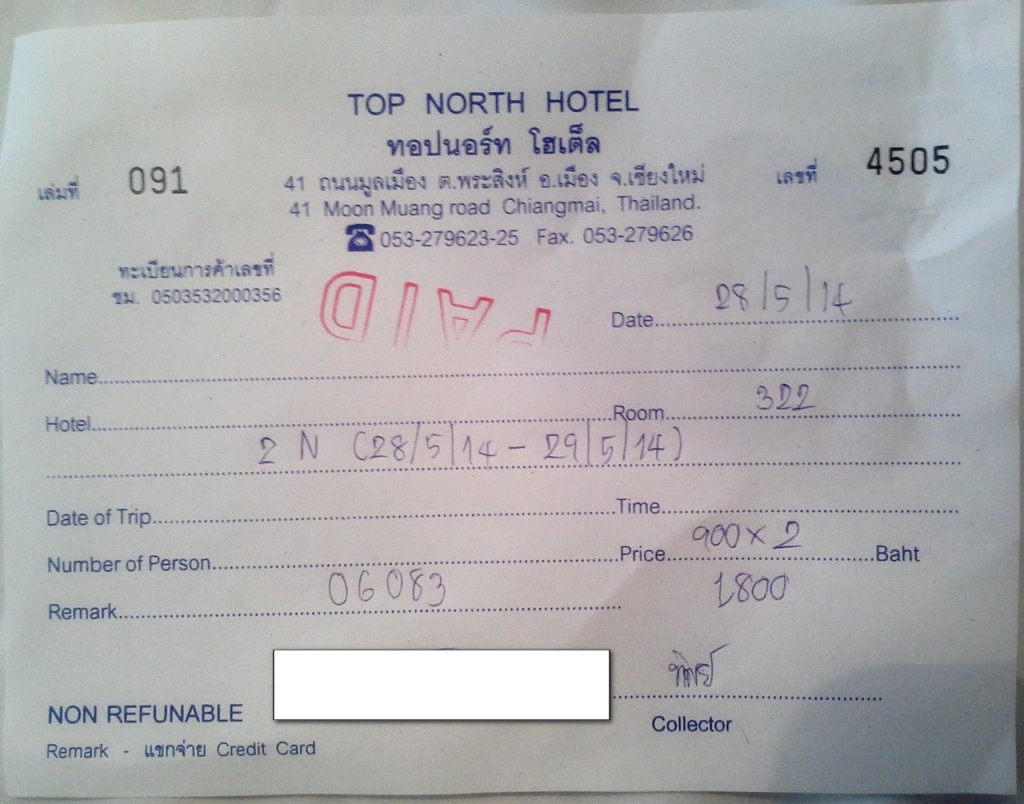 TOP NORTH HOTEL
ทอปนอร์ท โฮเต็ล
เล่มที่ 091
41 ถนนมูลเมือง ต.พระสิงห์ อ.เมือง จ.เชียงใหม่
เลขที่ 4505
41 Moon Muang road Chiangmai, Thailand.
☎ 053-279623-25 Fax. 053-279626
ทะเบียนการค้าเลขที่
ชม. 0503532000356
PAID
Date 28/5/14
Name
Hotel Room 322
2 N (28/5/14 - 29/5/14)
Date of Trip Time
Number of Person Price 900 x 2 Baht
Remark 06083 1800
NON REFUNABLE
Collector
Remark - แขกจ่าย Credit Card